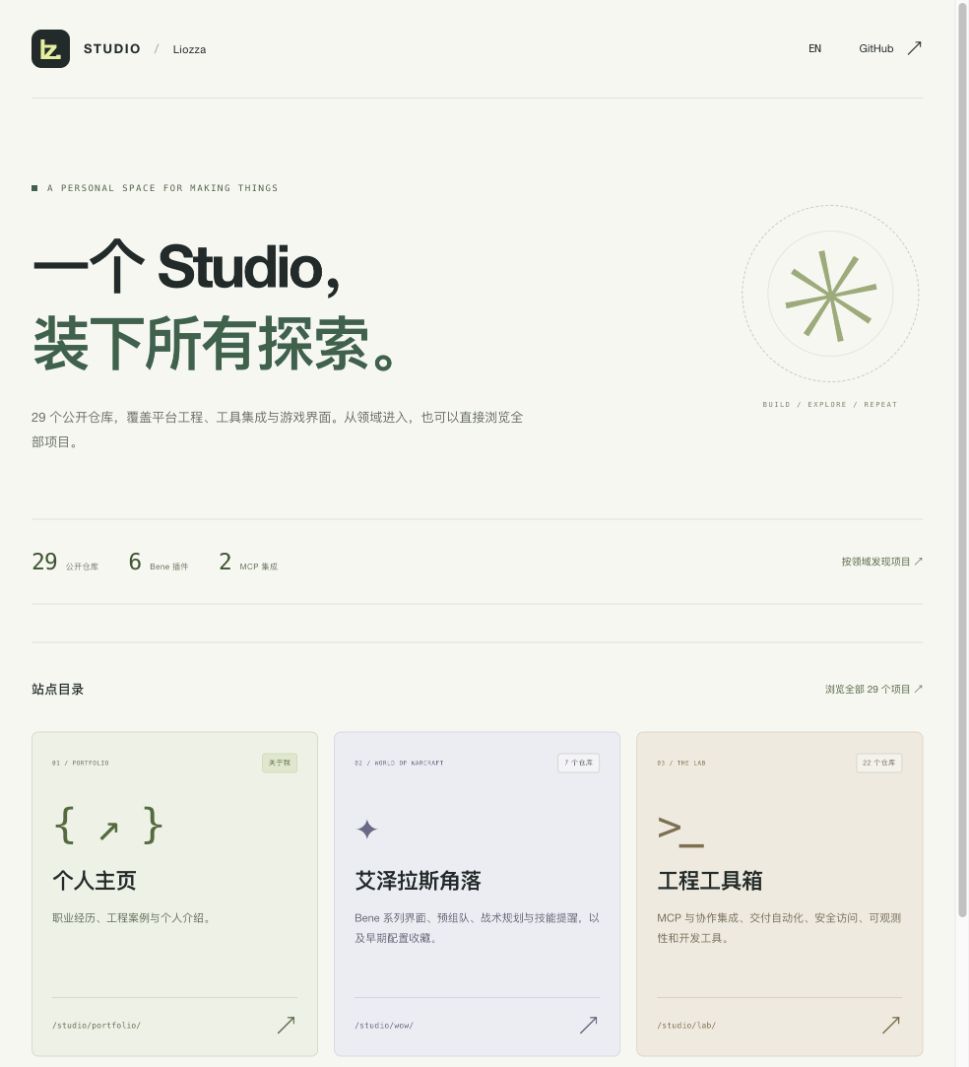 lz
STUDIO / Liozza
EN
GitHub ↗
A PERSONAL SPACE FOR MAKING THINGS
一个 Studio，
装下所有探索。
29 个公开仓库，覆盖平台工程、工具集成与游戏界面。从领域进入，也可以直接浏览全
部项目。
BUILD / EXPLORE / REPEAT
29 公开仓库
6 Bene 插件
2 MCP 集成
按领域发现项目 ↗
站点目录
浏览全部 29 个项目 ↗
01 / PORTFOLIO
关于我
{ ↗ }
个人主页
职业经历、工程案例与个人介绍。
/studio/portfolio/ ↗
02 / WORLD OF WARCRAFT
7 个仓库
✦
艾泽拉斯角落
Bene 系列界面、预组队、战术规划与技能提醒，以
及早期配置收藏。
/studio/wow/ ↗
03 / THE LAB
22 个仓库
>_
工程工具箱
MCP 与协作集成、交付自动化、安全访问、可观测
性和开发工具。
/studio/lab/ ↗